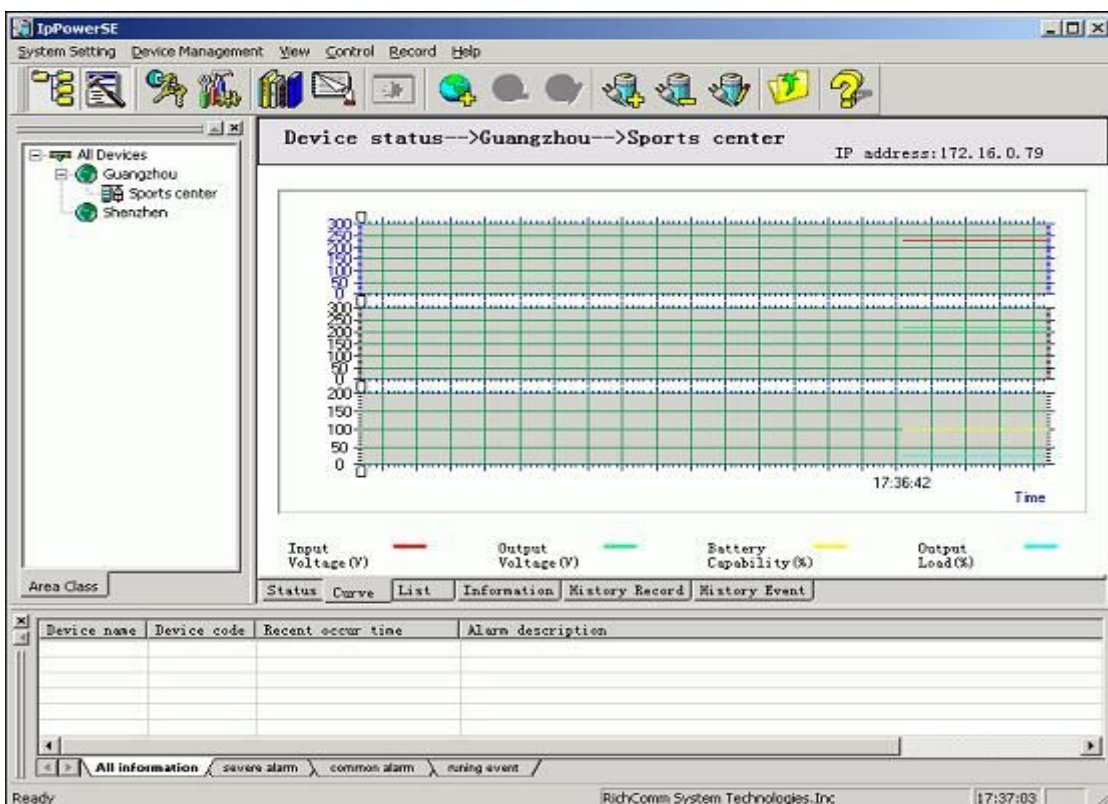 IpPowerSE
System Setting Device Management View Control Record Help
Device status-->Guangzhou-->Sports center
IP address:172.16.0.79
All Devices
Guangzhou
Sports center
Shenzhen
300
250
200
150
100
50
0
300
250
200
150
100
50
0
200
150
100
50
0
17:36:42
Time
Input Voltage(V)
Output Voltage(V)
Battery Capability(%)
Output Load(%)
Area Class
Status Curve List Information History Record History Event
Device name Device code Recent occur time Alarm description
All information severe alarm common alarm runing event
Ready RichComm System Technologies.Inc 17:37:03